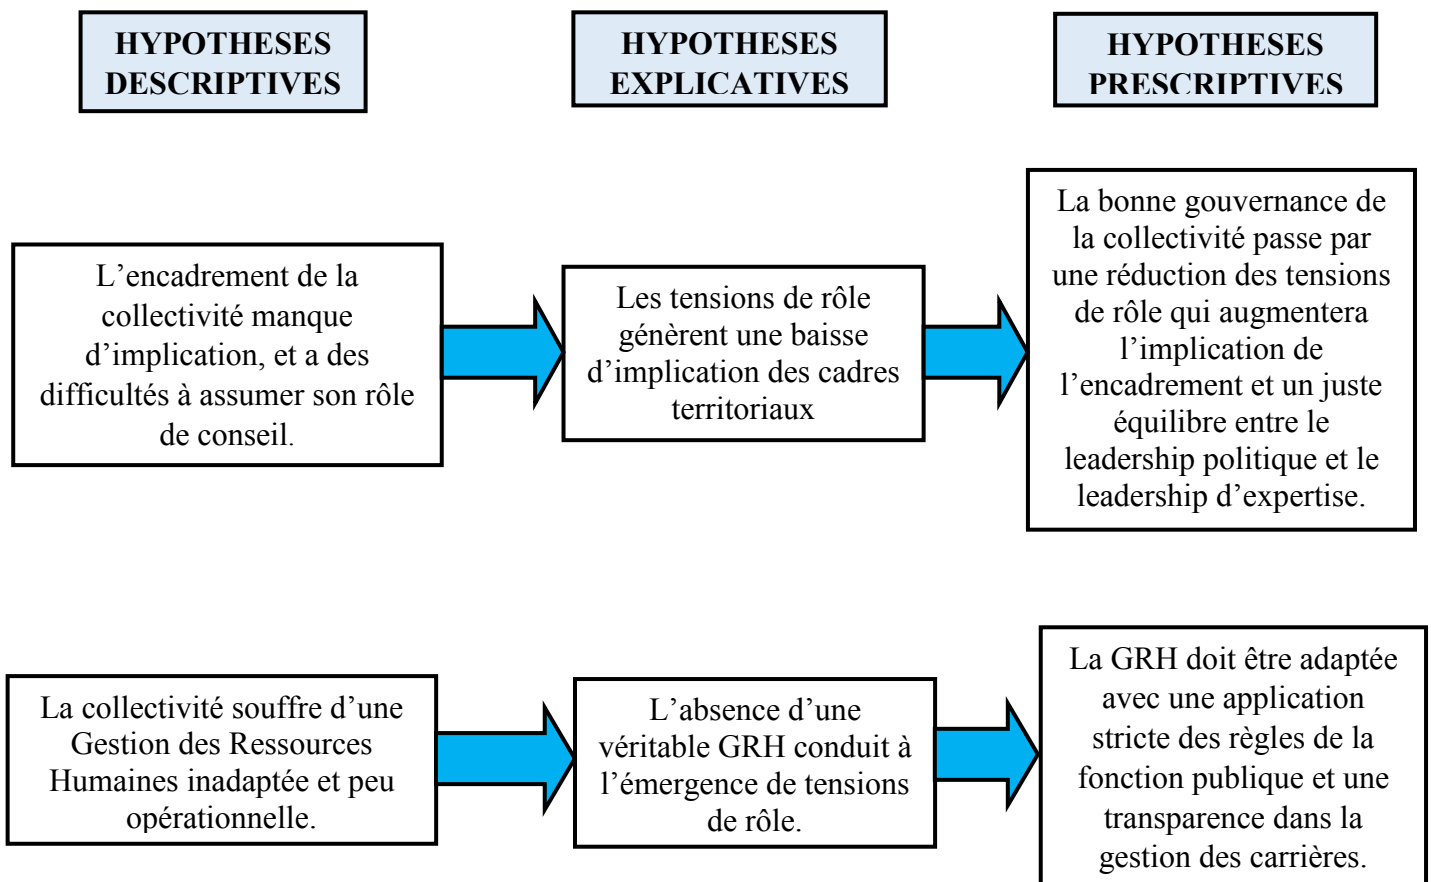 HYPOTHESES
DESCRIPTIVES
HYPOTHESES
EXPLICATIVES
HYPOTHESES
PRESCRIPTIVES
L’encadrement de la
collectivité manque
d’implication, et a des
difficultés à assumer son rôle
de conseil.
Les tensions de rôle
génèrent une baisse
d’implication des cadres
territoriaux
La bonne gouvernance de
la collectivité passe par
une réduction des tensions
de rôle qui augmentera
l’implication de
l’encadrement et un juste
équilibre entre le
leadership politique et le
leadership d’expertise.
La collectivité souffre d’une
Gestion des Ressources
Humaines inadaptée et peu
opérationnelle.
L’absence d’une
véritable GRH conduit à
l’émergence de tensions
de rôle.
La GRH doit être adaptée
avec une application
stricte des règles de la
fonction publique et une
transparence dans la
gestion des carrières.